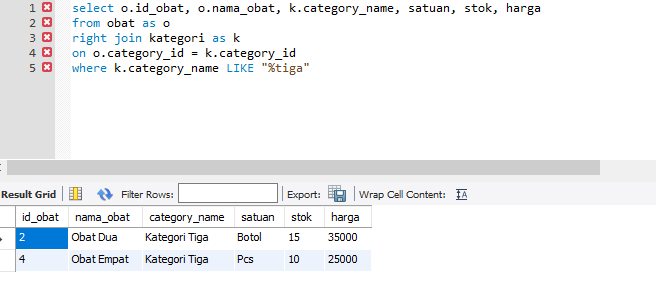 1 select o.id_obat, o.nama_obat, k.category_name, satuan, stok, harga
2 from obat as o
3 right join kategori as k
4 on o.category_id = k.category_id
5 where k.category_name LIKE "%tiga"
Result Grid Filter Rows: Export: Wrap Cell Content: IA
id_obat nama_obat category_name satuan stok harga
2 Obat Dua Kategori Tiga Botol 15 35000
4 Obat Empat Kategori Tiga Pcs 10 25000